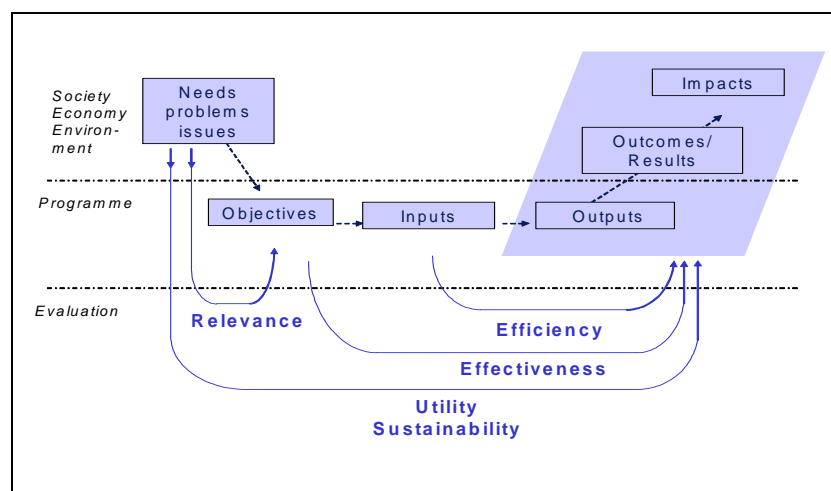 Society
Economy
Environ-
ment
Needs
problems
issues
Impacts
Outcomes/
Results
Programme
Objectives
Inputs
Outputs
Evaluation
Relevance
Efficiency
Effectiveness
Utility
Sustainability